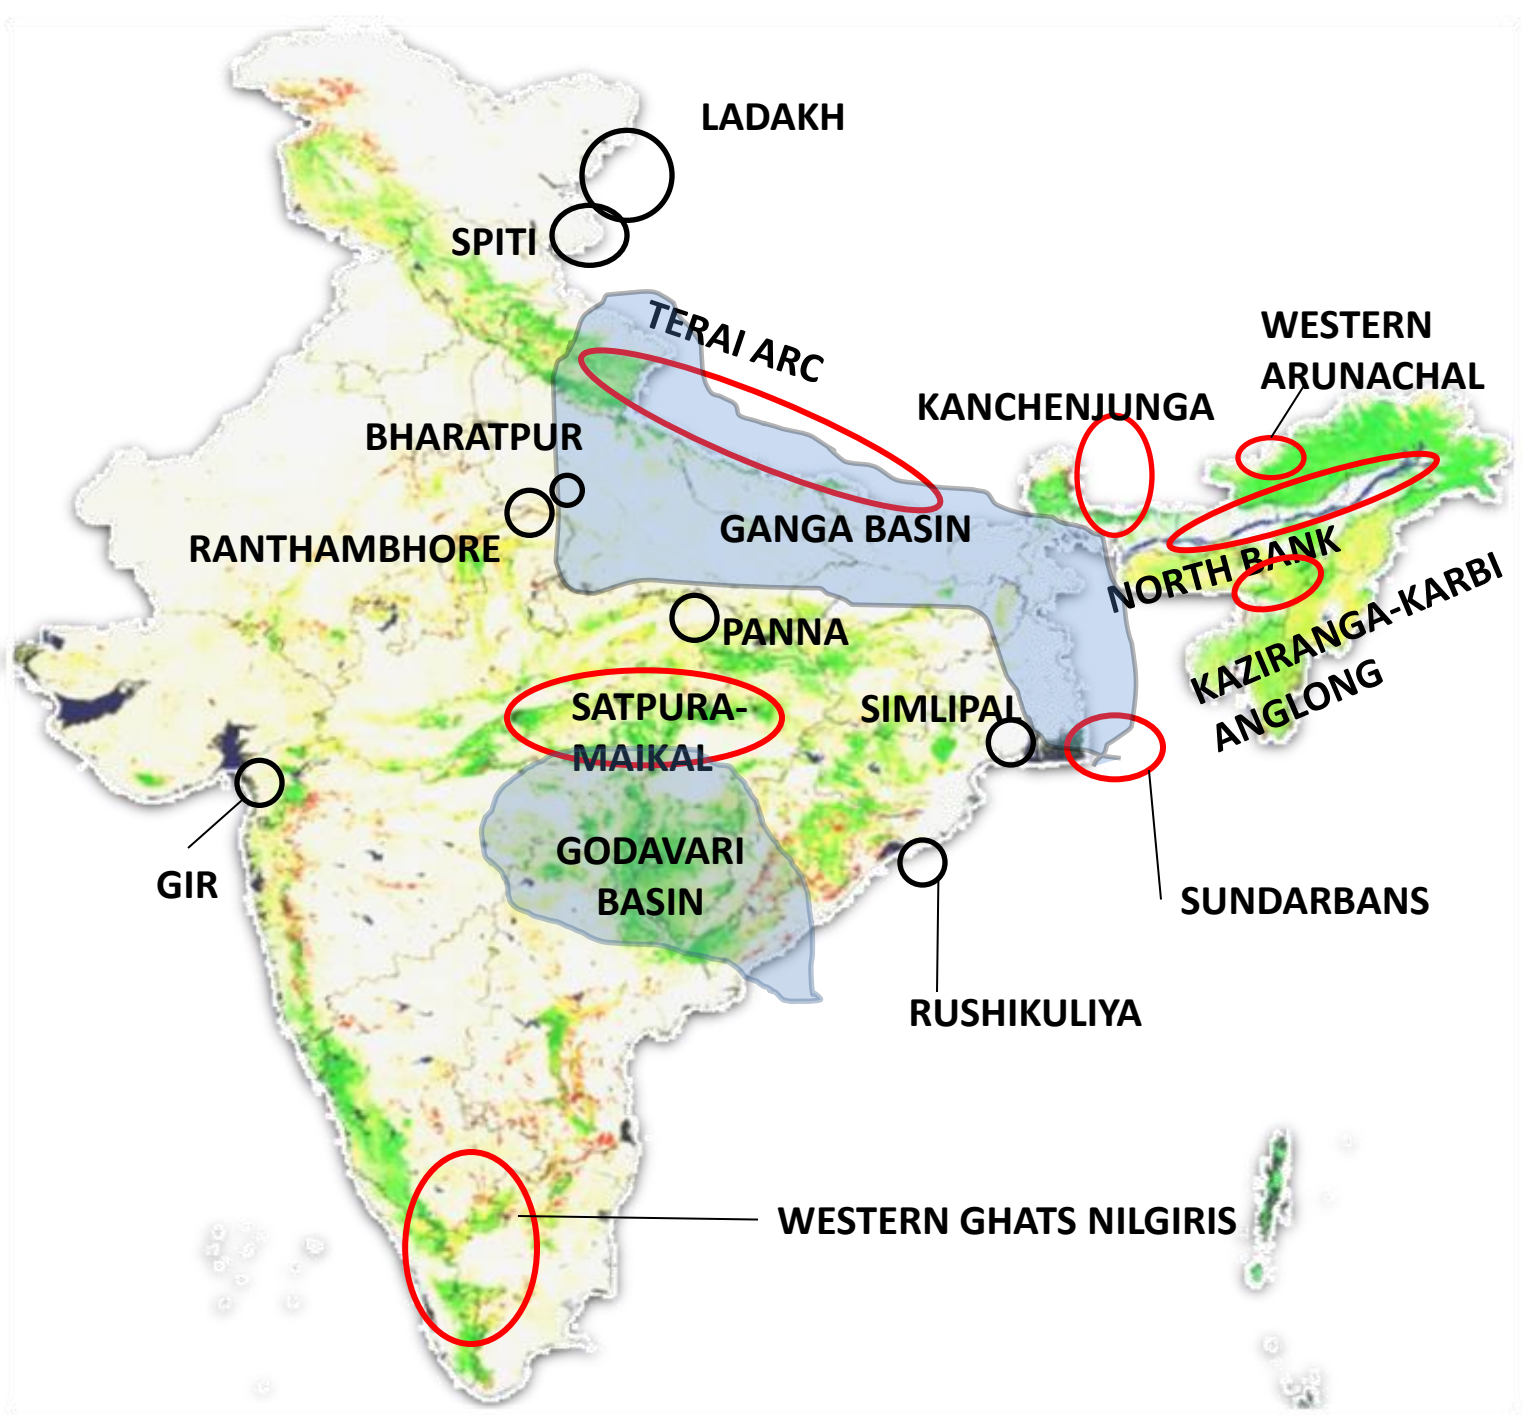 LADAKH
SPITI
TERAI ARC
WESTERN
ARUNACHAL
KANCHENJUNGA
BHARATPUR
GANGA BASIN
RANTHAMBHORE
NORTH BANK
KAZIRANGA-KARBI
ANGLONG
PANNA
SATPURA-
MAIKAL
SIMLIPAL
GODAVARI
BASIN
GIR
SUNDARBANS
RUSHIKULIYA
WESTERN GHATS NILGIRIS